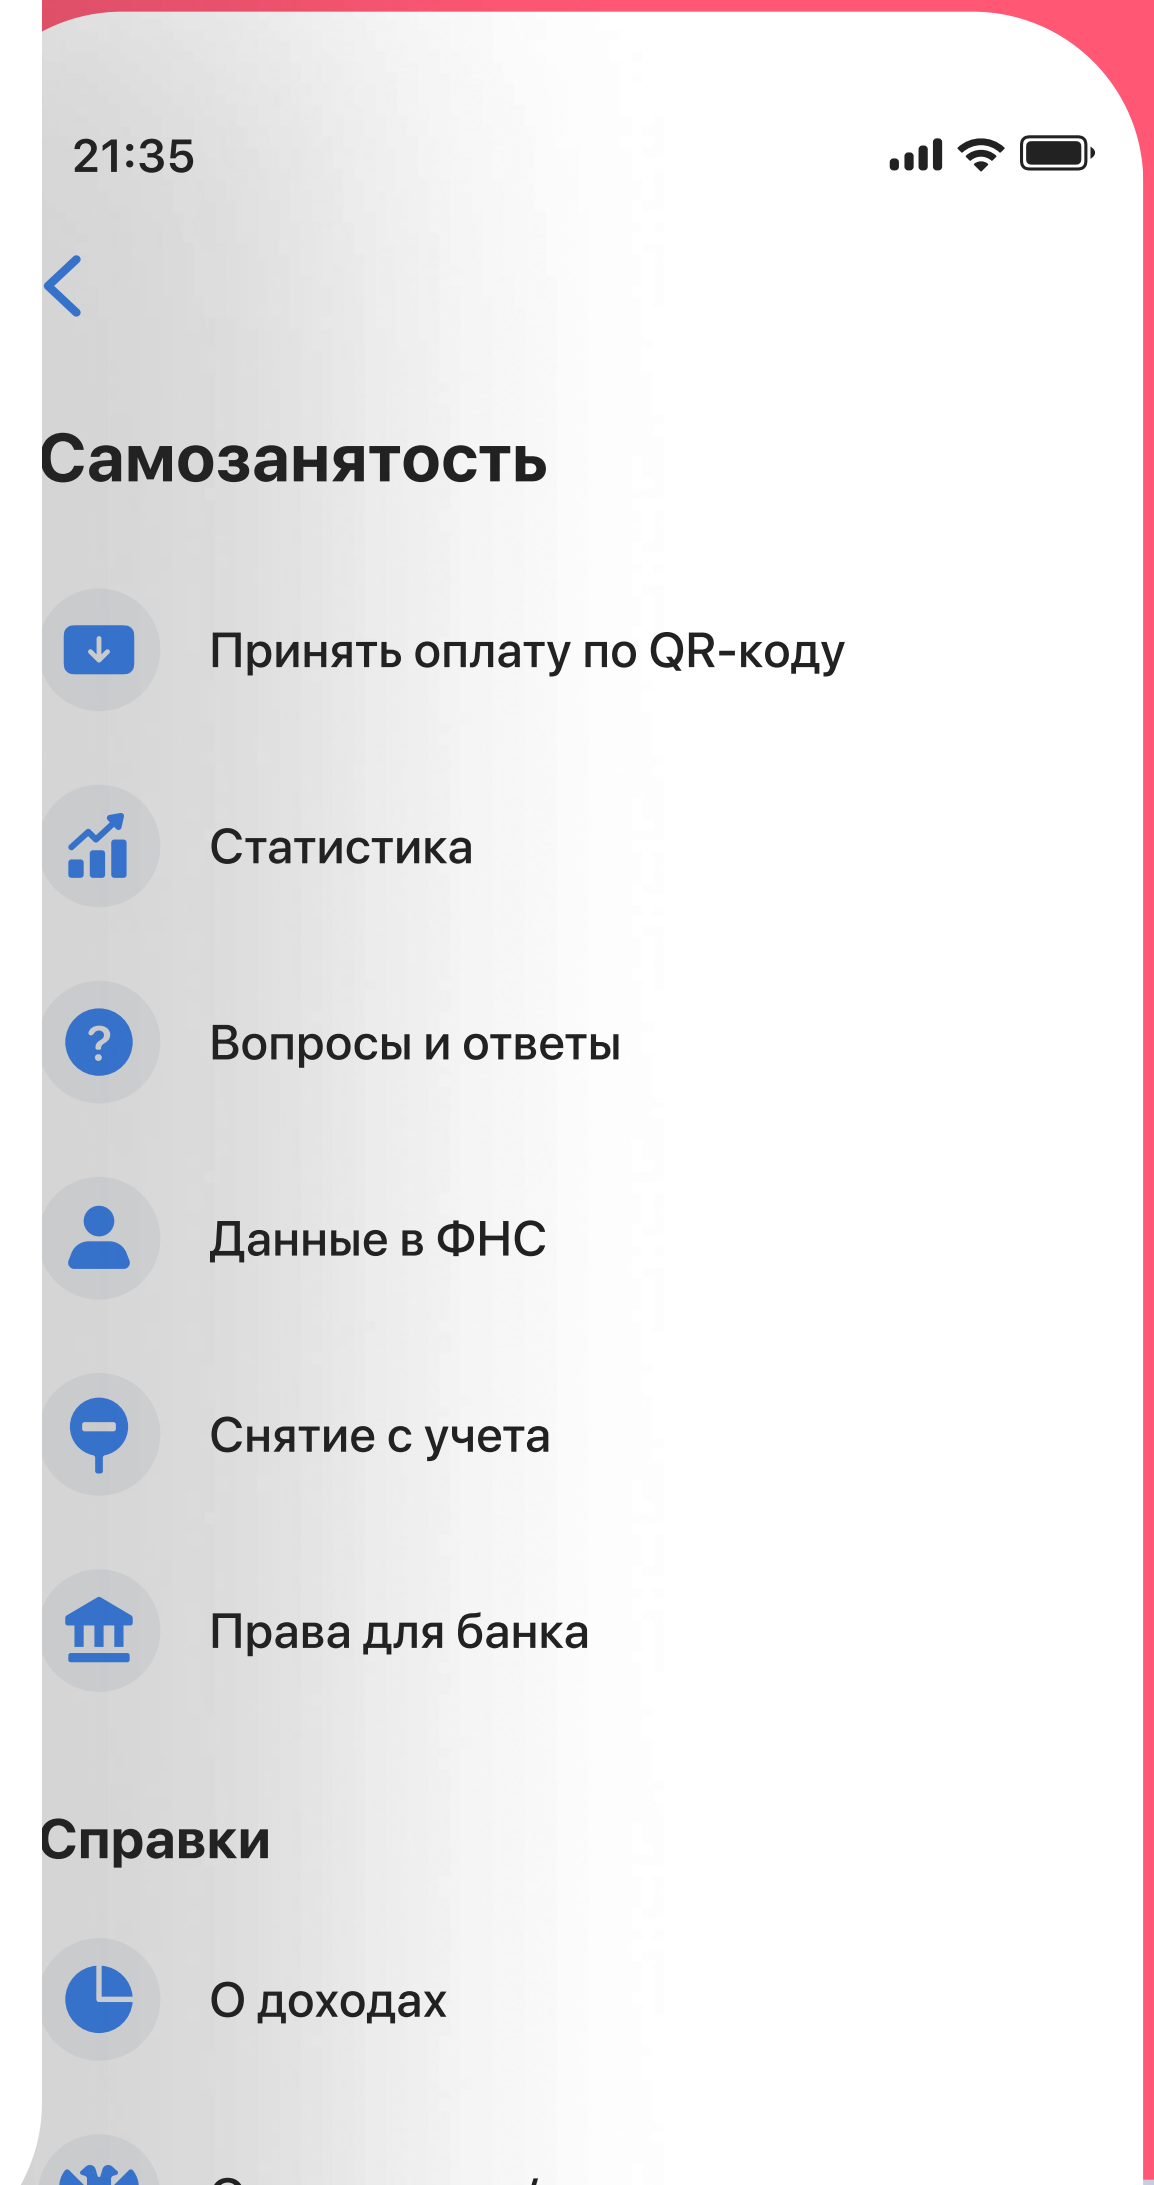 21:35
Самозанятость
Принять оплату по QR-коду
Статистика
?
Вопросы и ответы
Данные в ФНС
Снятие с учета
Права для банка
Справки
О доходах